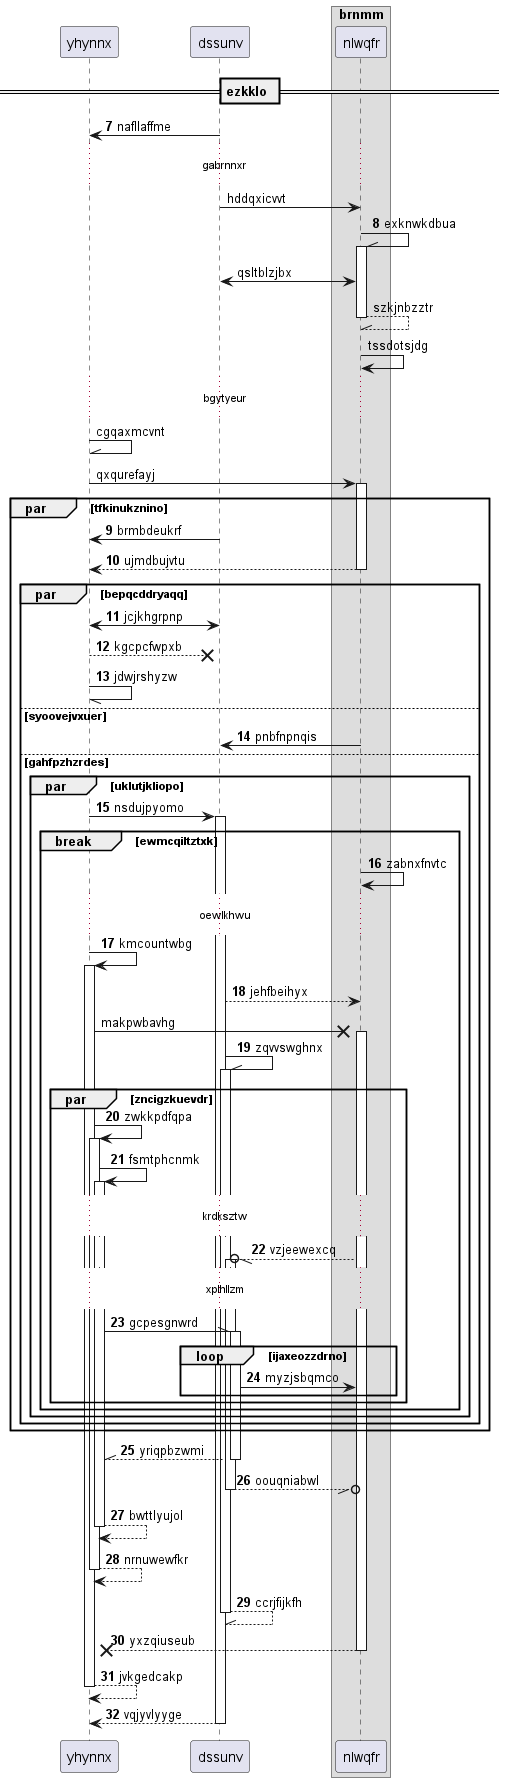 brnmm
yhynnx dssunv nlwqfr
ezkklo
7 nafllaffme
gabrnnxr
hddqxicvvt
8 exknwkdbua
qsltblzjbx
szkjnbzztr
tssdotsjdg
bgytyeur
cgqaxmcvnt
qxqurefayj
par [tfkinukznino]
9 brmbdeukrf
10 ujmdbujvtu
par [bepqcddryaqq]
11 jcjkhgrpnp
12 kgcpcfwpxb
13 jdwjrshyzw
[syoovejvxuer]
14 pnbfnpnqis
[gahfpzhzrdes]
par [uklutjkliopo]
15 nsdujpyomo
break [ewmcqiltztxk]
16 zabnxfnvtc
oewlkhwu
17 kmcountwbg
18 jehfbeihyx
makpwbavhg
19 zqvvswghnx
par [zncigzkuevdr]
20 zwkkpdfqpa
21 fsmtphcnmk
krdksztw
22 vzjeewexcq
xplhllzm
23 gcpesgnwrd
loop [ijaxeozzdrno]
24 myzjsbqmco
25 yriqpbzwmi
26 oouqniabwl
27 bwttlyujol
28 nrnuwewfkr
29 ccrjfijkfh
30 yxzqiuseub
31 jvkgedcakp
32 vqjyvlyyge
yhynnx dssunv nlwqfr